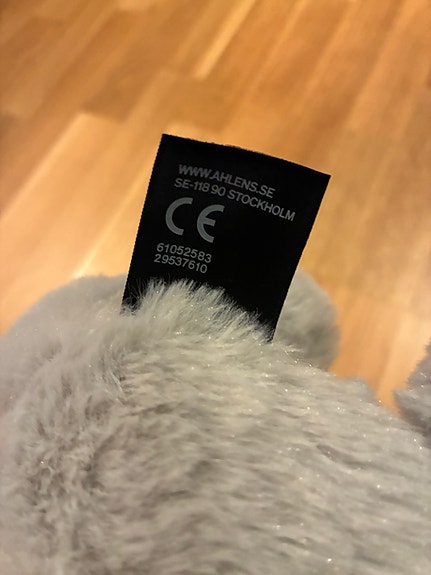 WWW.AHLENS.SE
SE-118 90 STOCKHOLM
CE
61052583
29537610